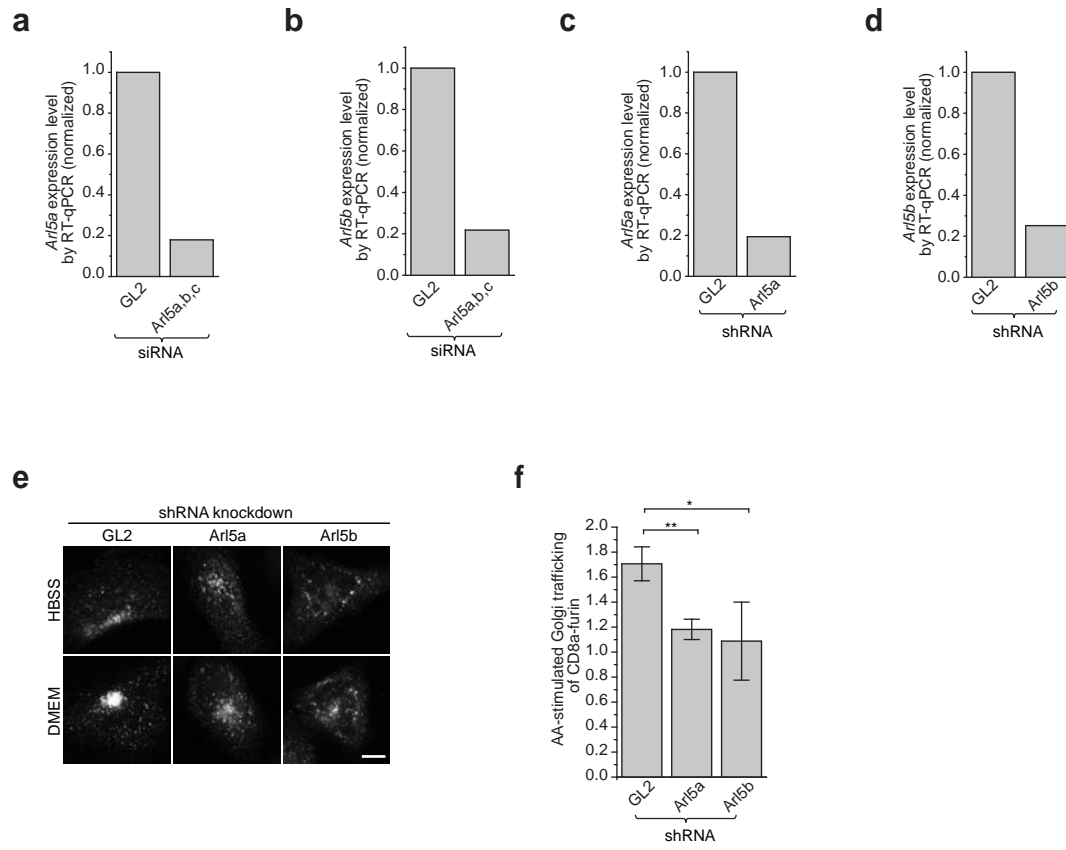 a
Arl5a expression level
by RT-qPCR (normalized)
1.0
0.8
0.6
0.4
0.2
0.0
GL2
Arl5a,b,c
siRNA
b
Arl5b expression level
by RT-qPCR (normalized)
1.0
0.8
0.6
0.4
0.2
0.0
GL2
Arl5a,b,c
siRNA
c
Arl5a expression level
by RT-qPCR (normalized)
1.0
0.8
0.6
0.4
0.2
0.0
GL2
Arl5a
shRNA
d
Arl5b expression level
by RT-qPCR (normalized)
1.0
0.8
0.6
0.4
0.2
0.0
GL2
Arl5b
shRNA
e
shRNA knockdown
GL2 Arl5a Arl5b
HBSS
DMEM
f
AA-stimulated Golgi trafficking
of CD8a-furin
2.0
1.8
1.6
1.4
1.2
1.0
0.8
0.6
0.4
0.2
0.0
*
**
GL2
Arl5a
Arl5b
shRNA